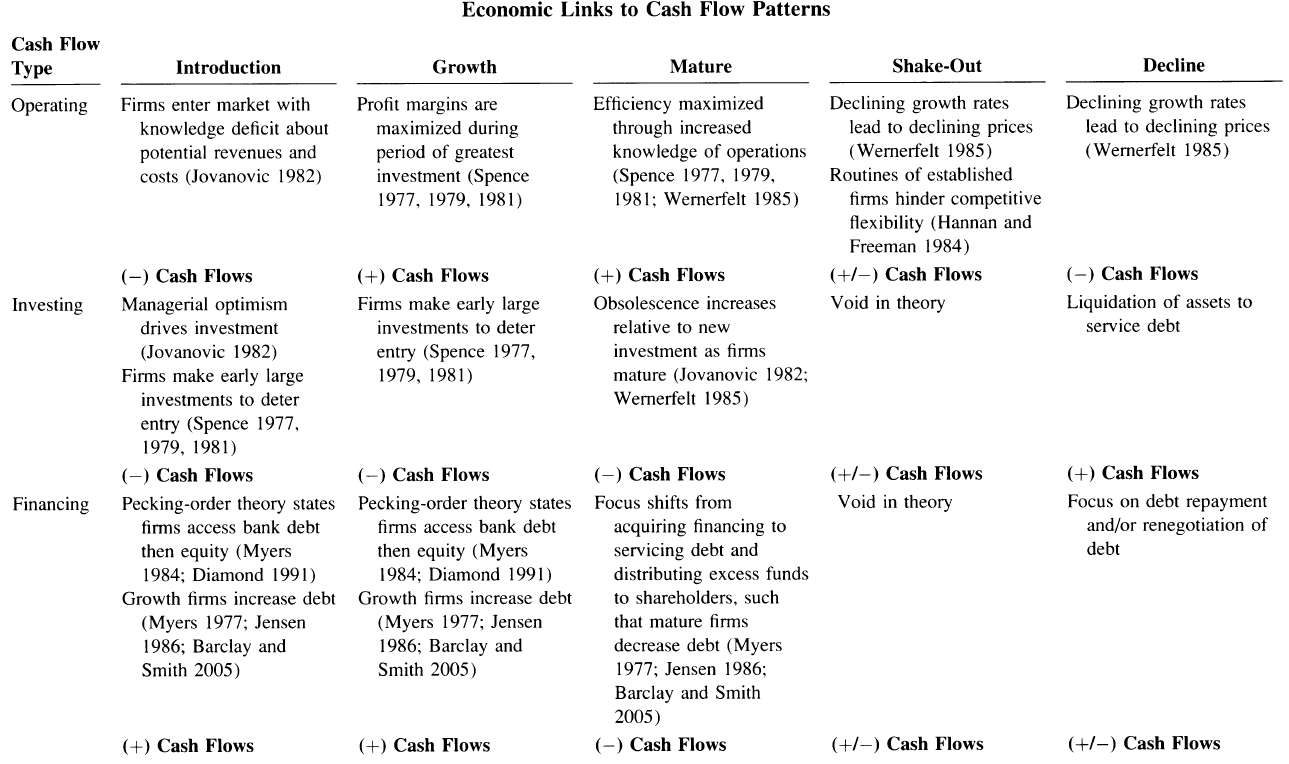 Economic Links to Cash Flow Patterns
Cash Flow
Type
Introduction
Growth
Mature
Shake-Out
Decline
Operating
Firms enter market with
knowledge deficit about
potential revenues and
costs (Jovanovic 1982)
Profit margins are
maximized during
period of greatest
investment (Spence
1977, 1979, 1981)
Efficiency maximized
through increased
knowledge of operations
(Spence 1977, 1979,
1981; Wernerfelt 1985)
Declining growth rates
lead to declining prices
(Wernerfelt 1985)
Routines of established
firms hinder competitive
flexibility (Hannan and
Freeman 1984)
Declining growth rates
lead to declining prices
(Wernerfelt 1985)
(−) Cash Flows
(+) Cash Flows
(+) Cash Flows
(+/−) Cash Flows
(−) Cash Flows
Investing
Managerial optimism
drives investment
(Jovanovic 1982)
Firms make early large
investments to deter
entry (Spence 1977,
1979, 1981)
Firms make early large
investments to deter
entry (Spence 1977,
1979, 1981)
Obsolescence increases
relative to new
investment as firms
mature (Jovanovic 1982;
Wernerfelt 1985)
Void in theory
Liquidation of assets to
service debt
(−) Cash Flows
(−) Cash Flows
(−) Cash Flows
(+/−) Cash Flows
(+) Cash Flows
Financing
Pecking-order theory states
firms access bank debt
then equity (Myers
1984; Diamond 1991)
Growth firms increase debt
(Myers 1977; Jensen
1986; Barclay and
Smith 2005)
Pecking-order theory states
firms access bank debt
then equity (Myers
1984; Diamond 1991)
Growth firms increase debt
(Myers 1977; Jensen
1986; Barclay and
Smith 2005)
Focus shifts from
acquiring financing to
servicing debt and
distributing excess funds
to shareholders, such
that mature firms
decrease debt (Myers
1977; Jensen 1986;
Barclay and Smith
2005)
Void in theory
Focus on debt repayment
and/or renegotiation of
debt
(+) Cash Flows
(+) Cash Flows
(−) Cash Flows
(+/−) Cash Flows
(+/−) Cash Flows